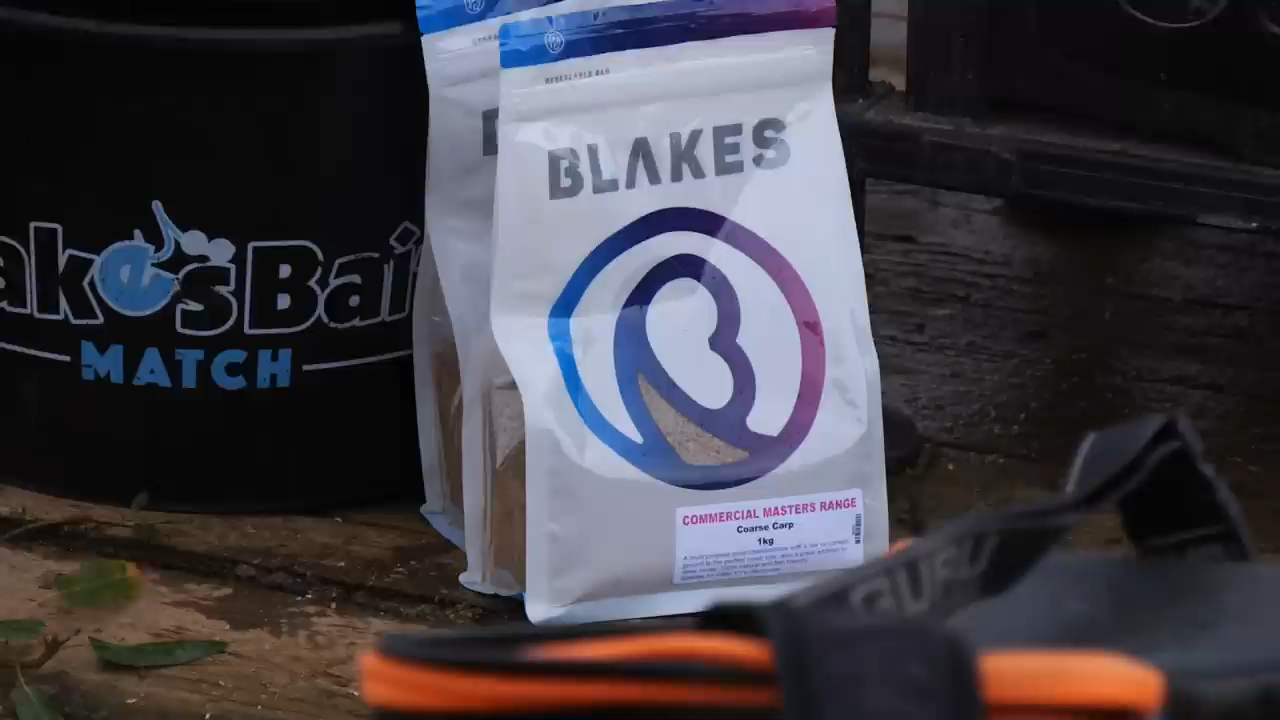 RESEALABLE BAG
BLAKES
akesBai
MATCH
COMMERCIAL MASTERS RANGE
Coarse Carp
1kg
GURU